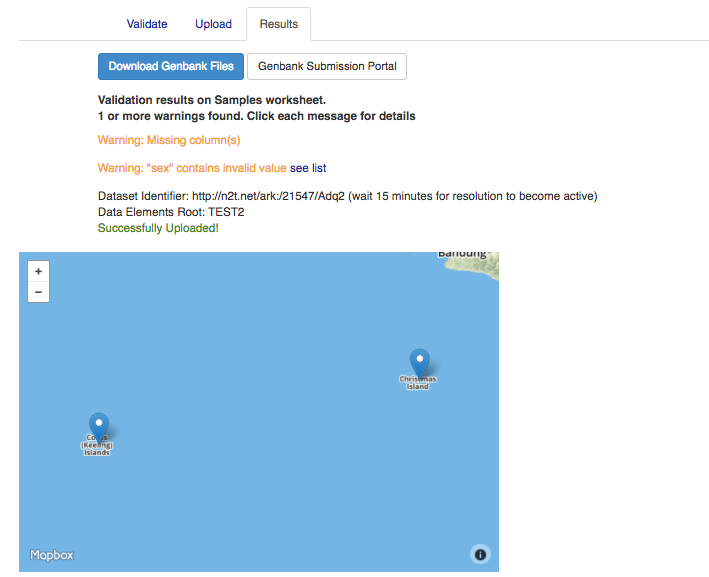 Validate Upload Results
Download Genbank Files Genbank Submission Portal
Validation results on Samples worksheet.
1 or more warnings found. Click each message for details
Warning: Missing column(s)
Warning: "sex" contains invalid value see list
Dataset Identifier: http://n2t.net/ark:/21547/Adq2 (wait 15 minutes for resolution to become active)
Data Elements Root: TEST2
Successfully Uploaded!
Bandung
+
−
Christmas
Island
Cocos
(Keeling)
Islands
Mapbox
i